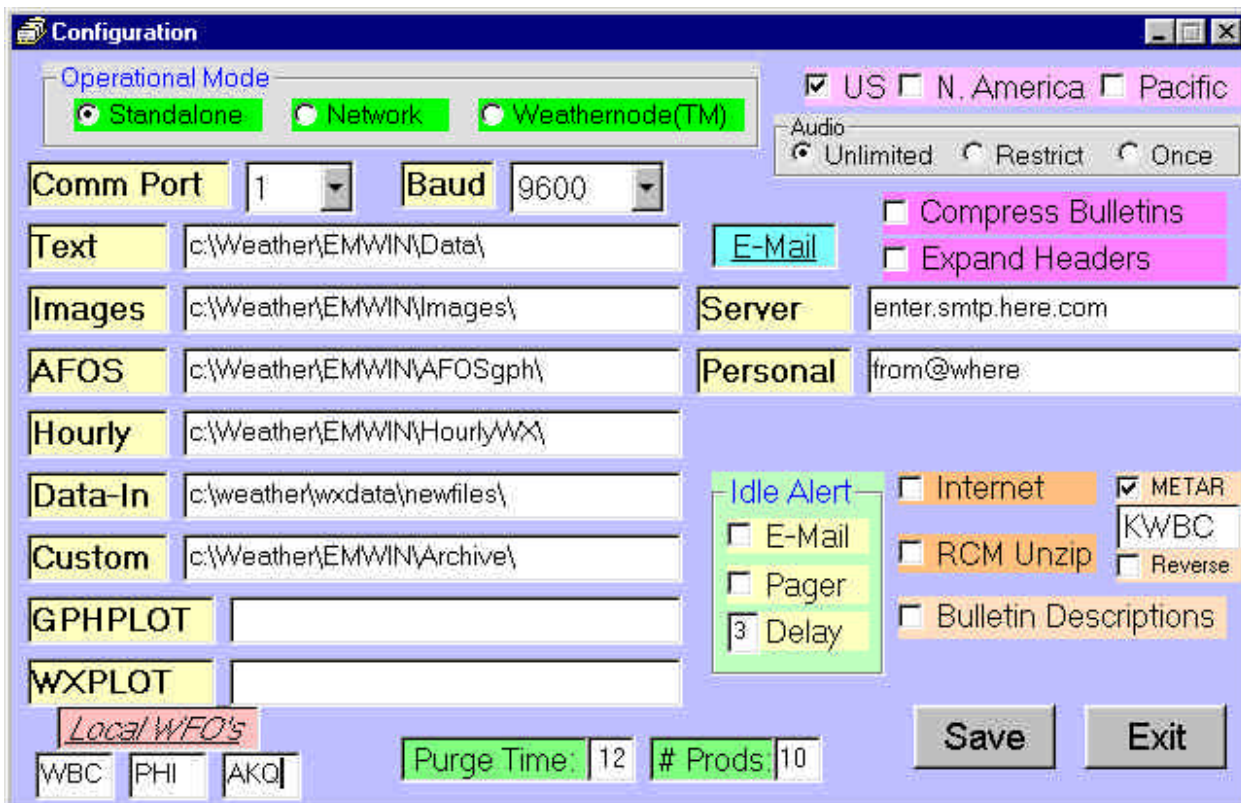 Configuration
Operational Mode
Standalone Network Weathernode(TM)
US N. America Pacific
Audio
Unlimited Restrict Once
Comm Port 1 Baud 9600
Compress Bulletins
Expand Headers
Text c:\Weather\EMWIN\Data\ E-Mail
Images c:\Weather\EMWIN\Images\ Server enter.smtp.here.com
AFOS c:\Weather\EMWIN\AFOSgph\ Personal from@where
Hourly c:\Weather\EMWIN\HourlyWX\
Data-In c:\weather\wxdata\newfiles\
Custom c:\Weather\EMWIN\Archive\
GPHPLOT
WXPLOT
Idle Alert
E-Mail
Pager
3 Delay
Internet
RCM Unzip
METAR
KWBC
Reverse
Bulletin Descriptions
Local WFO's
WBC PHI AKQ
Purge Time: 12 # Prods: 10
Save Exit